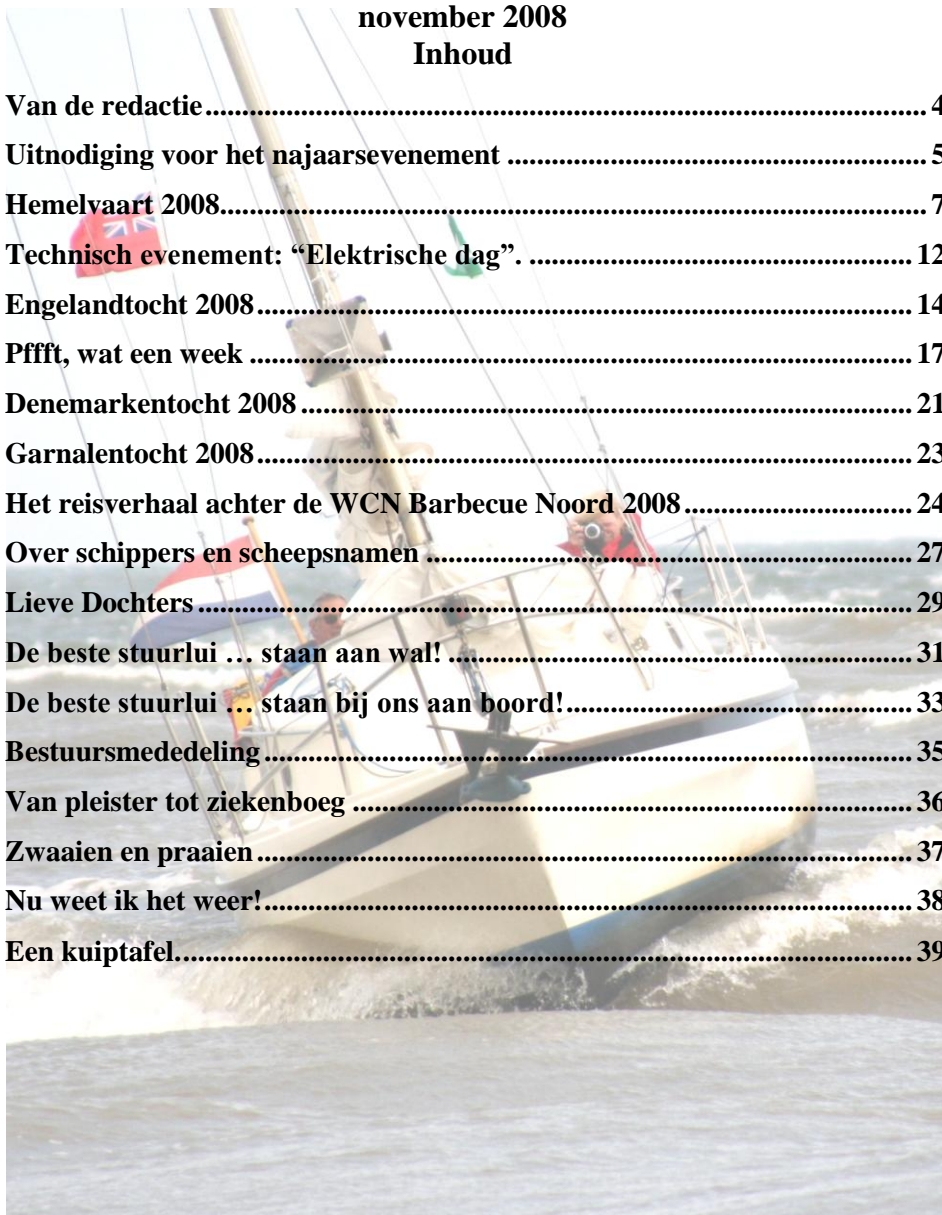 november 2008
Inhoud
Van de redactie.......................................................................................................... 4
Uitnodiging voor het najaarsevenement ............................................................. 5
Hemelvaart 2008....................................................................................................... 7
Technisch evenement: “Elektrische dag”. ......................................................... 12
Engelandtocht 2008................................................................................................ 14
Pffft, wat een week ................................................................................................. 17
Denemarkentocht 2008 ......................................................................................... 21
Garnalentocht 2008................................................................................................ 23
Het reisverhaal achter de WCN Barbecue Noord 2008 ................................... 24
Over schippers en scheepsnamen ........................................................................ 27
Lieve Dochters......................................................................................................... 29
De beste stuurlui … staan aan wal! ..................................................................... 31
De beste stuurlui … staan bij ons aan boord!.................................................... 33
Bestuursmededeling ............................................................................................... 35
Van pleister tot ziekenboeg .................................................................................. 36
Zwaaien en praaien................................................................................................ 37
Nu weet ik het weer!............................................................................................... 38
Een kuiptafel............................................................................................................ 39